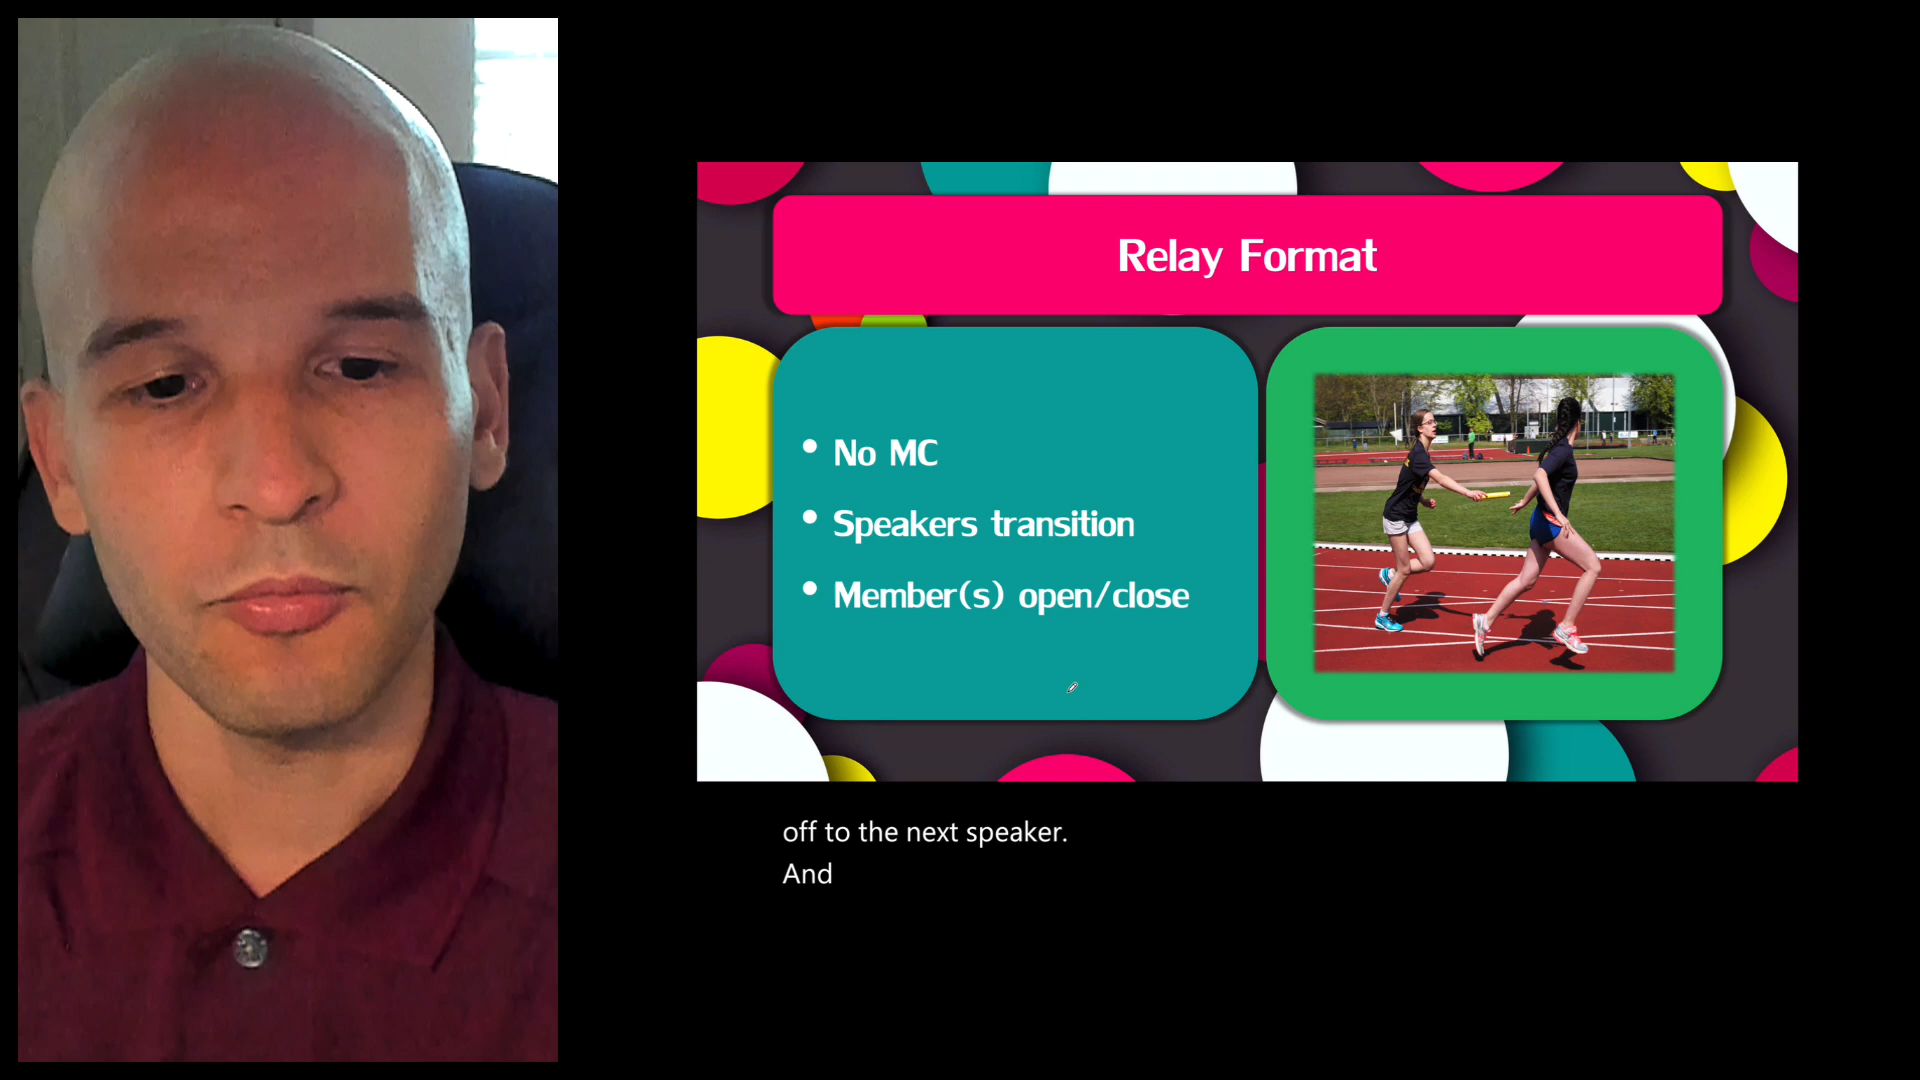 Relay Format
• No MC
• Speakers transition
• Member(s) open/close
off to the next speaker.
And